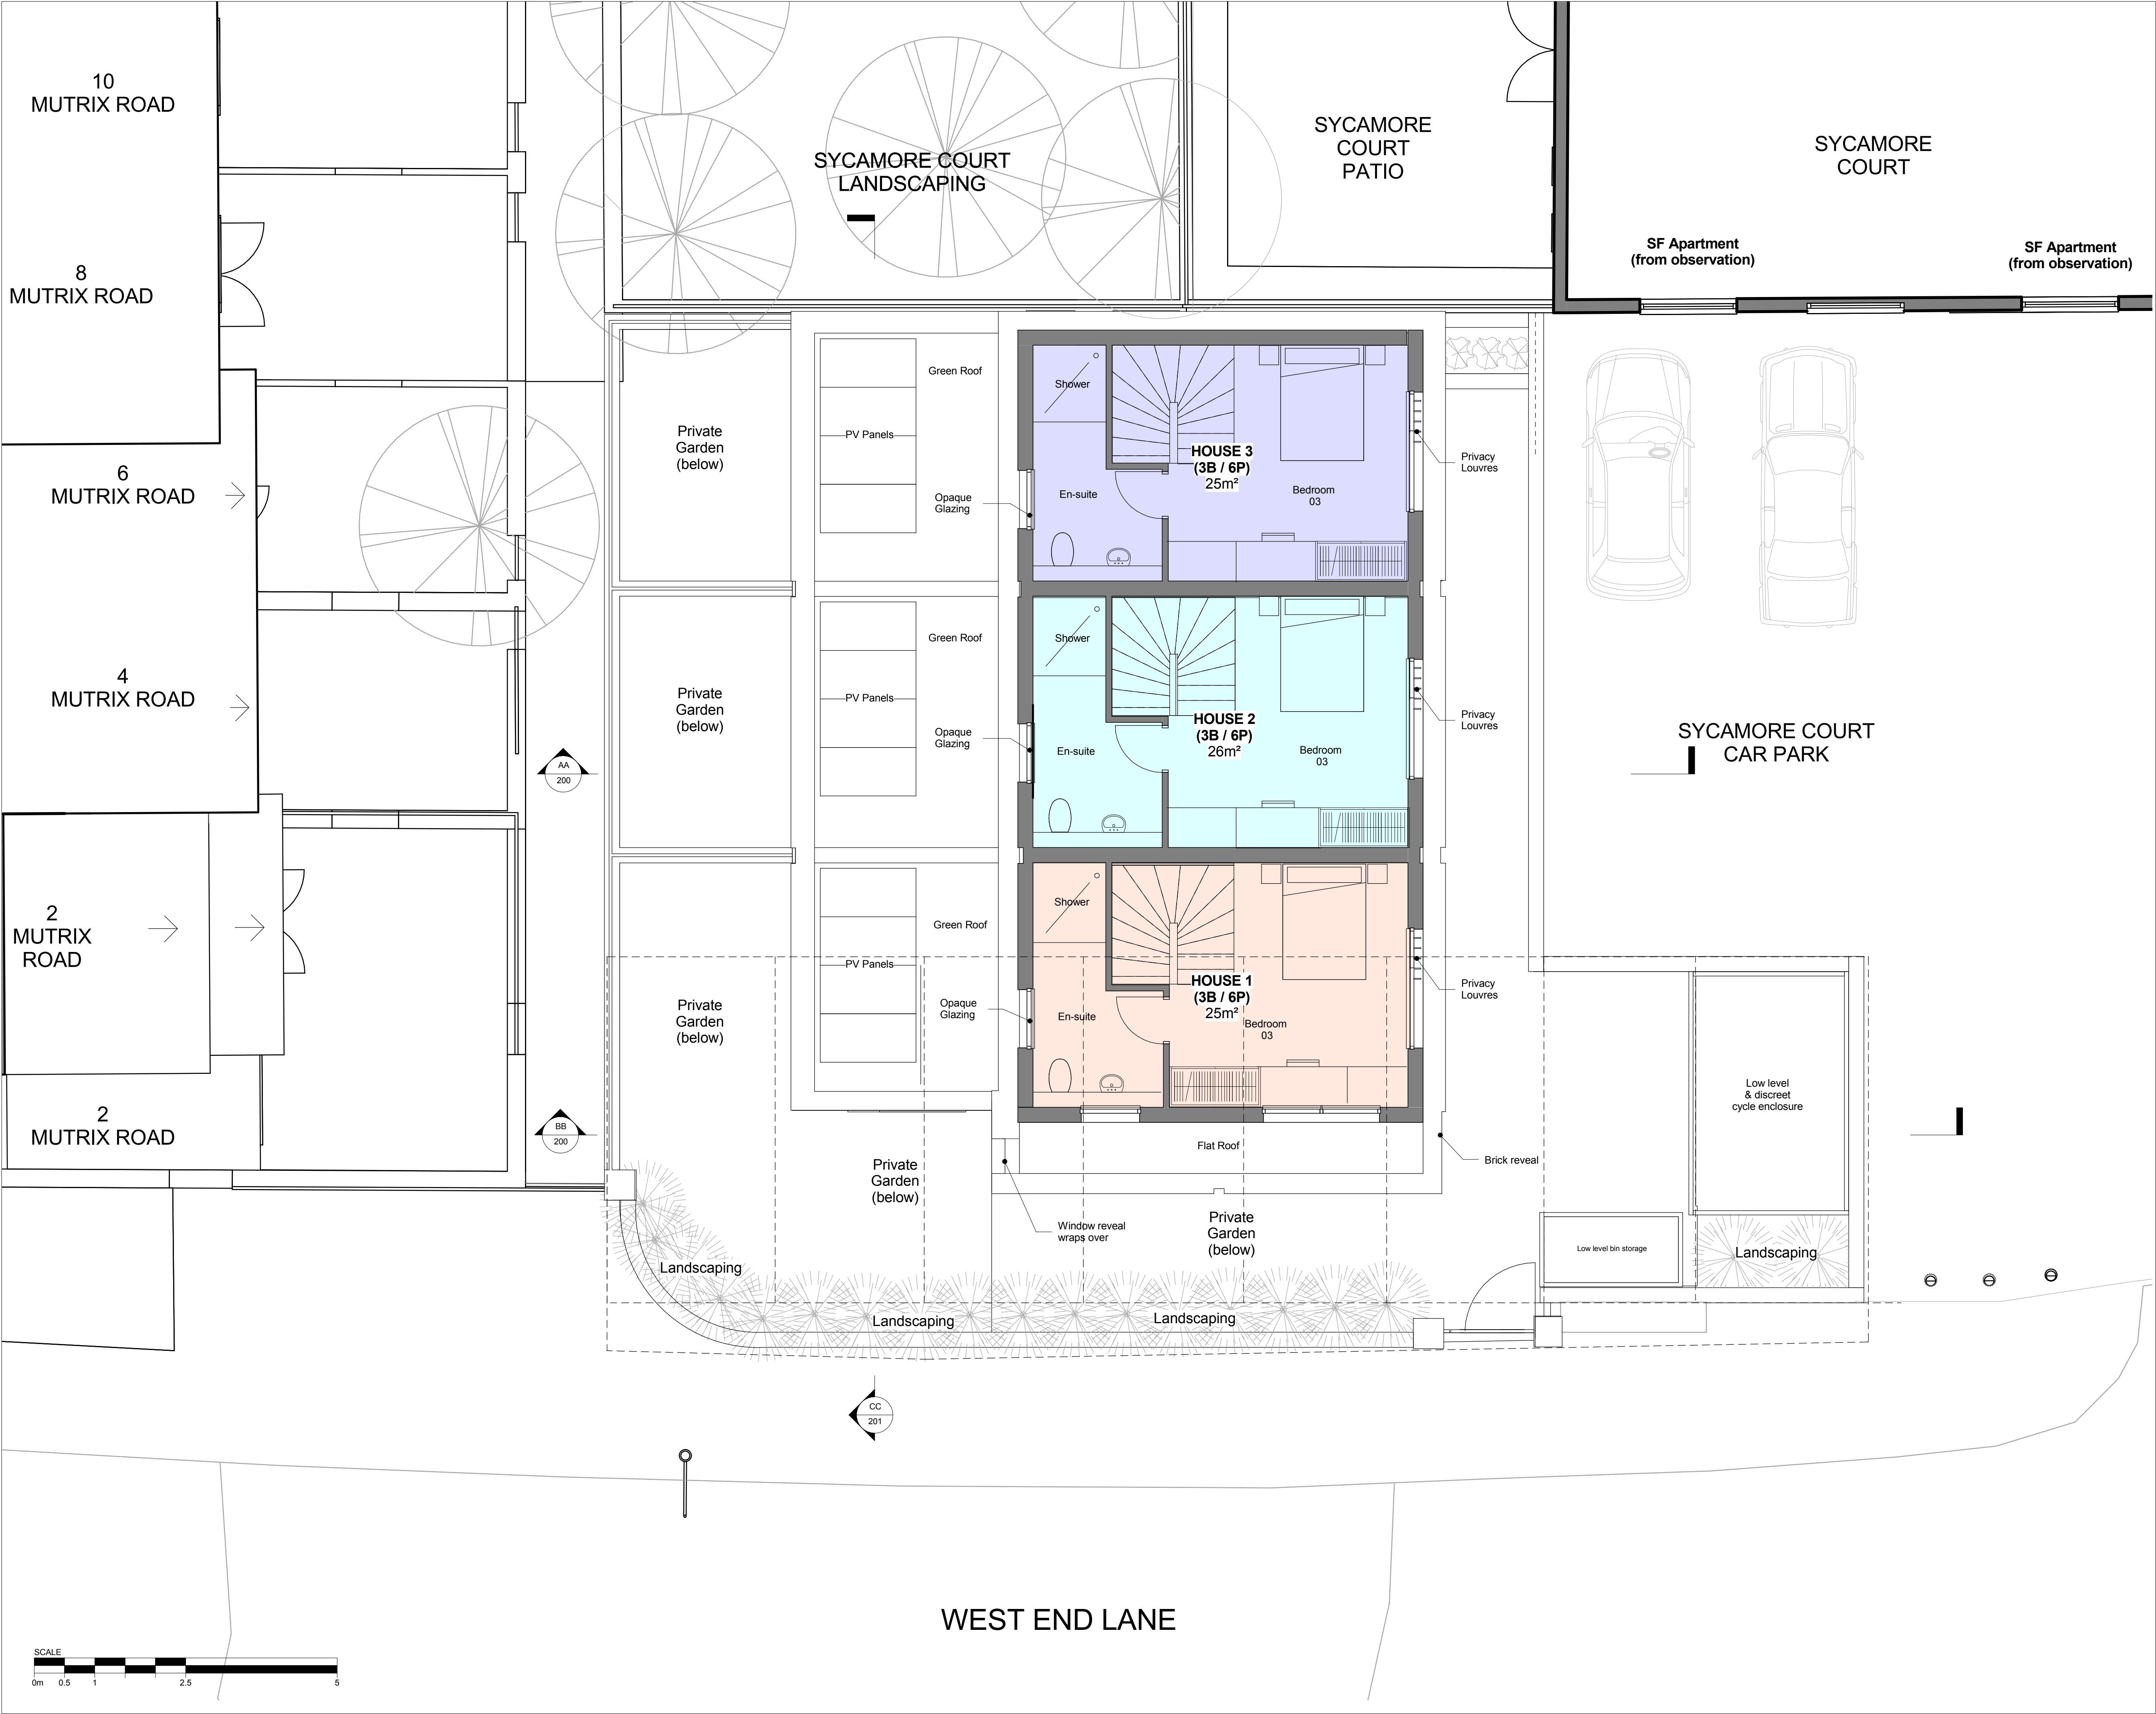 10
MUTRIX ROAD
8
MUTRIX ROAD
6
MUTRIX ROAD
4
MUTRIX ROAD
2
MUTRIX
ROAD
2
MUTRIX ROAD
SYCAMORE COURT
LANDSCAPING
SYCAMORE
COURT
PATIO
SYCAMORE
COURT
SF Apartment
(from observation)
SF Apartment
(from observation)
Private
Garden
(below)
Green Roof
PV Panels
Opaque
Glazing
Shower
En-suite
HOUSE 3
(3B / 6P)
25m²
Bedroom
03
Privacy
Louvres
Private
Garden
(below)
Green Roof
PV Panels
Opaque
Glazing
Shower
En-suite
HOUSE 2
(3B / 6P)
26m²
Bedroom
03
Privacy
Louvres
SYCAMORE COURT
CAR PARK
AA
200
Private
Garden
(below)
Green Roof
PV Panels
Opaque
Glazing
Shower
En-suite
HOUSE 1
(3B / 6P)
25m²
Bedroom
03
Privacy
Louvres
Low level
& discreet
cycle enclosure
BB
200
Flat Roof
Brick reveal
Private
Garden
(below)
Window reveal
wraps over
Private
Garden
(below)
Low level bin storage
Landscaping
Landscaping
Landscaping
Landscaping
CC
201
WEST END LANE
SCALE
0m 0.5 1 2.5 5